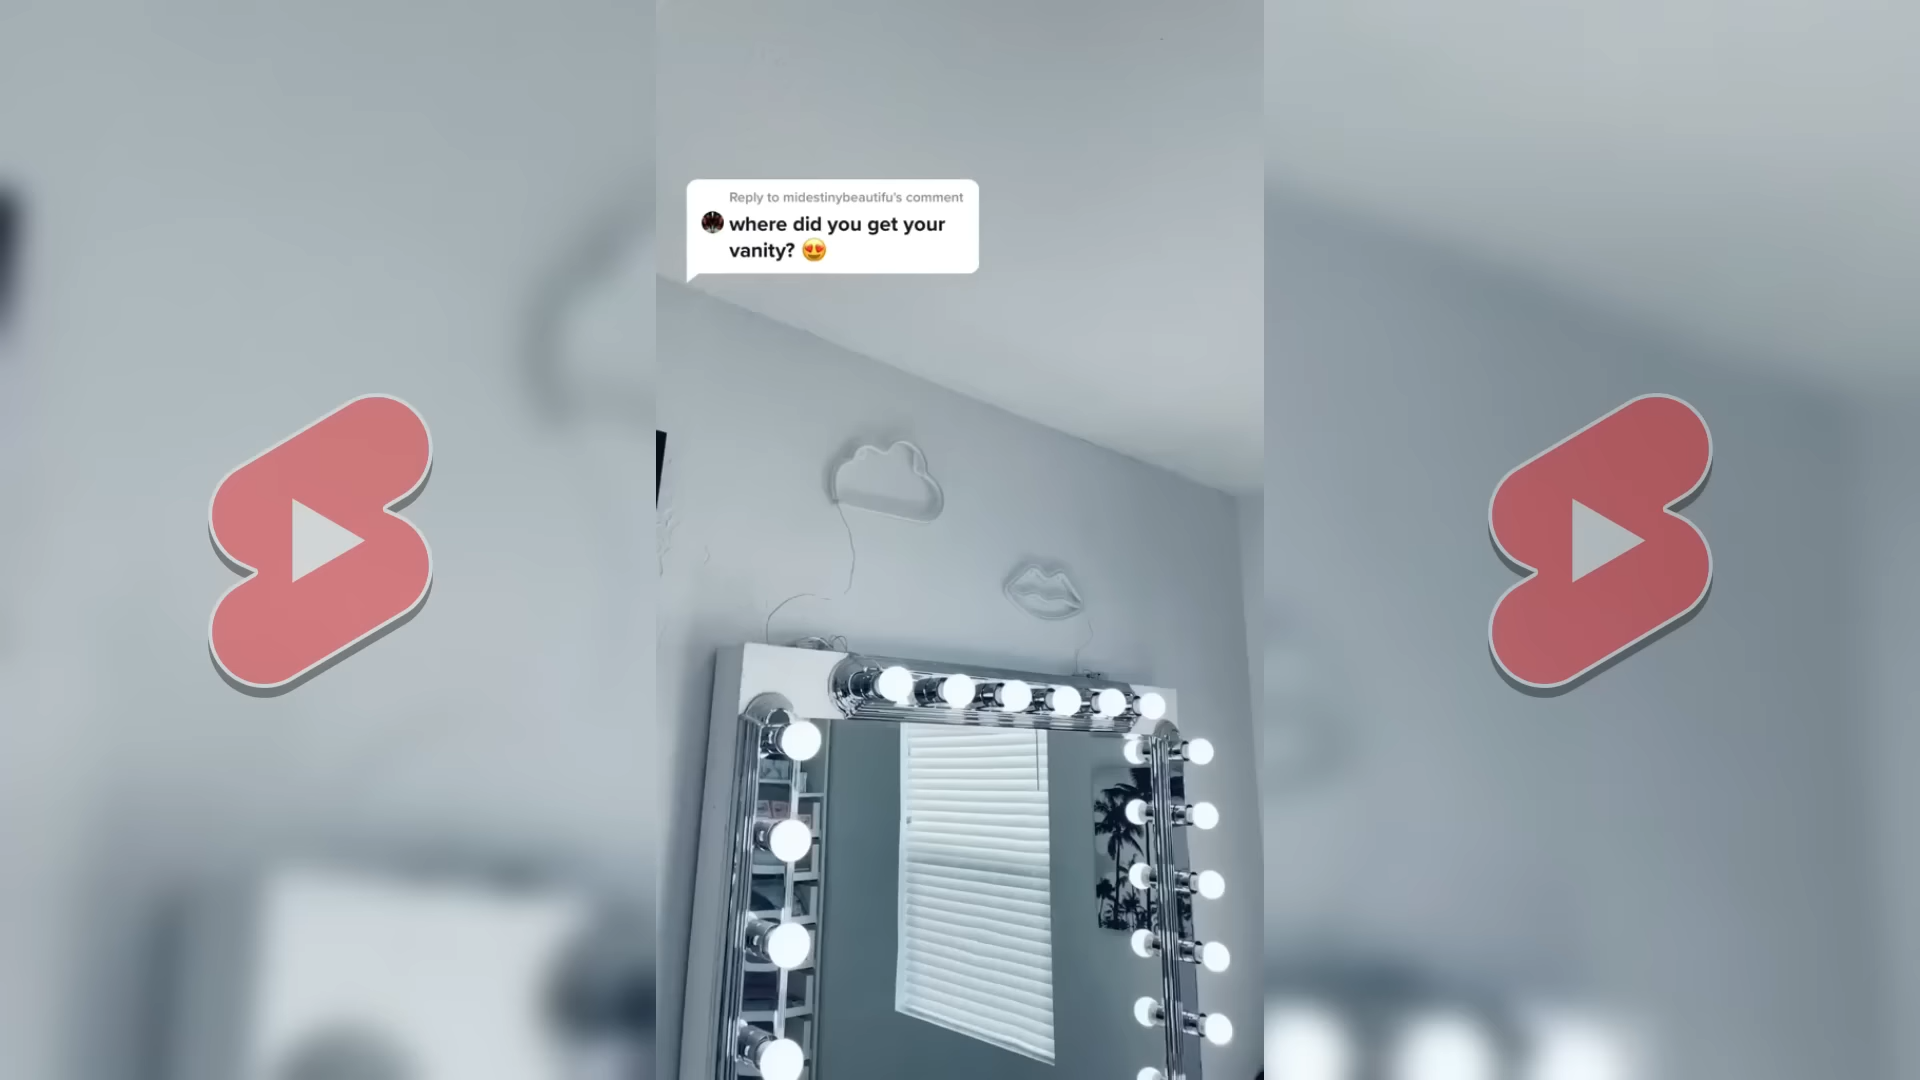 Reply to midestinybeautifu's comment
where did you get your
vanity? 😍